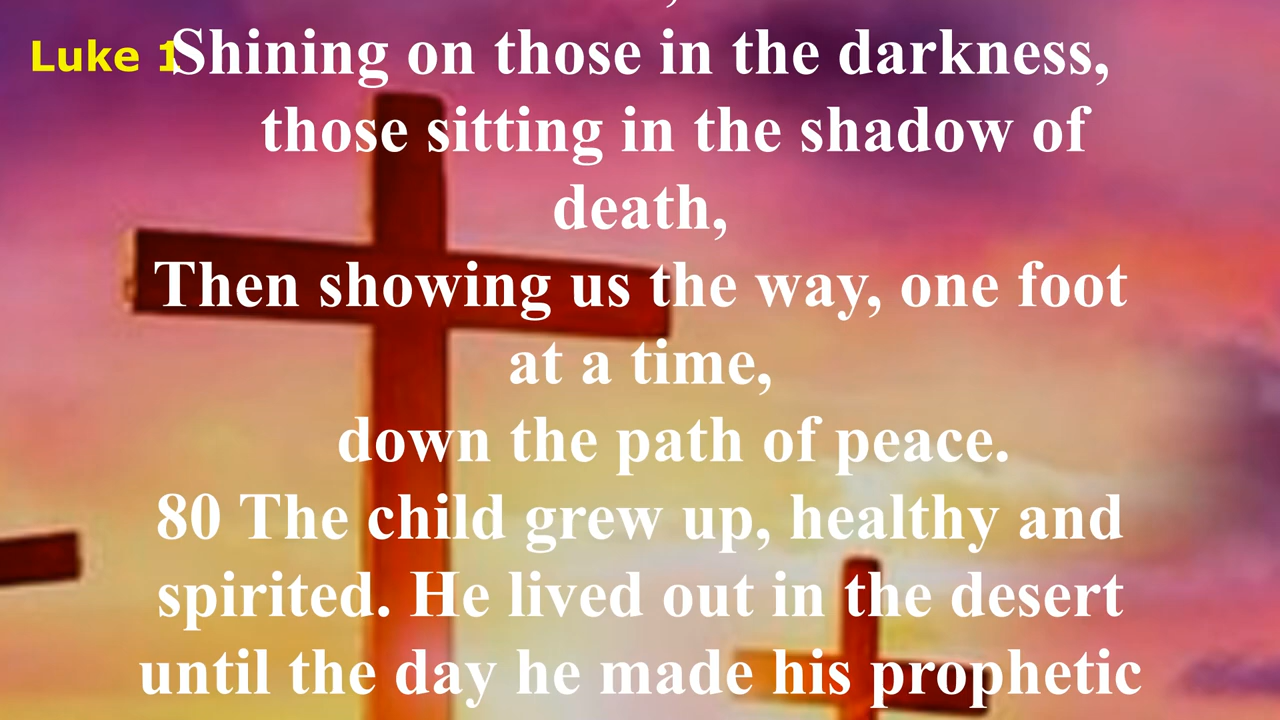 Luke 1
Shining on those in the darkness,
those sitting in the shadow of
death,
Then showing us the way, one foot
at a time,
down the path of peace.
80 The child grew up, healthy and
spirited. He lived out in the desert
until the day he made his prophetic